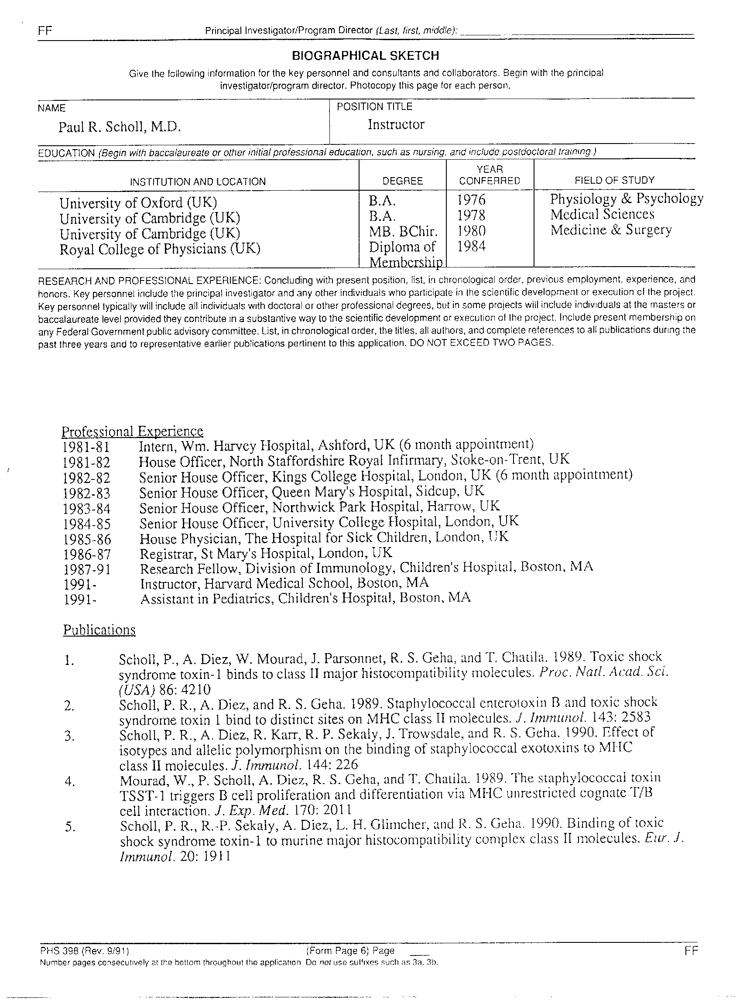 FF Principal Investigator/Program Director (Last, first, middle):
BIOGRAPHICAL SKETCH
Give the following information for the key personnel and consultants and collaborators. Begin with the principal
investigator/program director. Photocopy this page for each person.
NAME POSITION TITLE
Paul R. Scholl, M.D. Instructor
EDUCATION (Begin with baccalaureate or other initial professional education, such as nursing, and include postdoctoral training.)
INSTITUTION AND LOCATION DEGREE YEAR CONFERRED FIELD OF STUDY
University of Oxford (UK) B.A. 1976 Physiology & Psychology
University of Cambridge (UK) B.A. 1978 Medical Sciences
University of Cambridge (UK) MB. BChir. 1980 Medicine & Surgery
Royal College of Physicians (UK) Diploma of 1984
Membership
RESEARCH AND PROFESSIONAL EXPERIENCE: Concluding with present position, list, in chronological order, previous employment, experience, and
honors. Key personnel include the principal investigator and any other individuals who participate in the scientific development or execution of the project.
Key personnel typically will include all individuals with doctoral or other professional degrees, but in some projects will include individuals at the masters or
baccalaureate level provided they contribute in a substantive way to the scientific development or execution of the project. Include present membership on
any Federal Government public advisory committee. List, in chronological order, the titles, all authors, and complete references to all publications during the
past three years and to representative earlier publications pertinent to this application. DO NOT EXCEED TWO PAGES.
Professional Experience
1981-81 Intern, Wm. Harvey Hospital, Ashford, UK (6 month appointment)
1981-82 House Officer, North Staffordshire Royal Infirmary, Stoke-on-Trent, UK
1982-82 Senior House Officer, Kings College Hospital, London, UK (6 month appointment)
1982-83 Senior House Officer, Queen Mary's Hospital, Sidcup, UK
1983-84 Senior House Officer, Northwick Park Hospital, Harrow, UK
1984-85 Senior House Officer, University College Hospital, London, UK
1985-86 House Physician, The Hospital for Sick Children, London, UK
1986-87 Registrar, St Mary's Hospital, London, UK
1987-91 Research Fellow, Division of Immunology, Children's Hospital, Boston, MA
1991- Instructor, Harvard Medical School, Boston, MA
1991- Assistant in Pediatrics, Children's Hospital, Boston, MA
Publications
1. Scholl, P., A. Diez, W. Mourad, J. Parsonnet, R. S. Geha, and T. Chatila. 1989. Toxic shock
syndrome toxin-1 binds to class II major histocompatibility molecules. Proc. Natl. Acad. Sci.
(USA) 86: 4210
2. Scholl, P. R., A. Diez, and R. S. Geha. 1989. Staphylococcal enterotoxin B and toxic shock
syndrome toxin 1 bind to distinct sites on MHC class II molecules. J. Immunol. 143: 2583
3. Scholl, P. R., A. Diez, R. Karr, R. P. Sekaly, J. Trowsdale, and R. S. Geha. 1990. Effect of
isotypes and allelic polymorphism on the binding of staphylococcal exotoxins to MHC
class II molecules. J. Immunol. 144: 226
4. Mourad, W., P. Scholl, A. Diez, R. S. Geha, and T. Chatila. 1989. The staphylococcal toxin
TSST-1 triggers B cell proliferation and differentiation via MHC unrestricted cognate T/B
cell interaction. J. Exp. Med. 170: 2011
5. Scholl, P. R., R.-P. Sekaly, A. Diez, L. H. Glimcher, and R. S. Geha. 1990. Binding of toxic
shock syndrome toxin-1 to murine major histocompatibility complex class II molecules. Eur. J.
Immunol. 20: 1911
PHS 398 (Rev. 9/91) (Form Page 6) Page FF
Number pages consecutively at the bottom throughout the application. Do not use suffixes such as 3a, 3b.